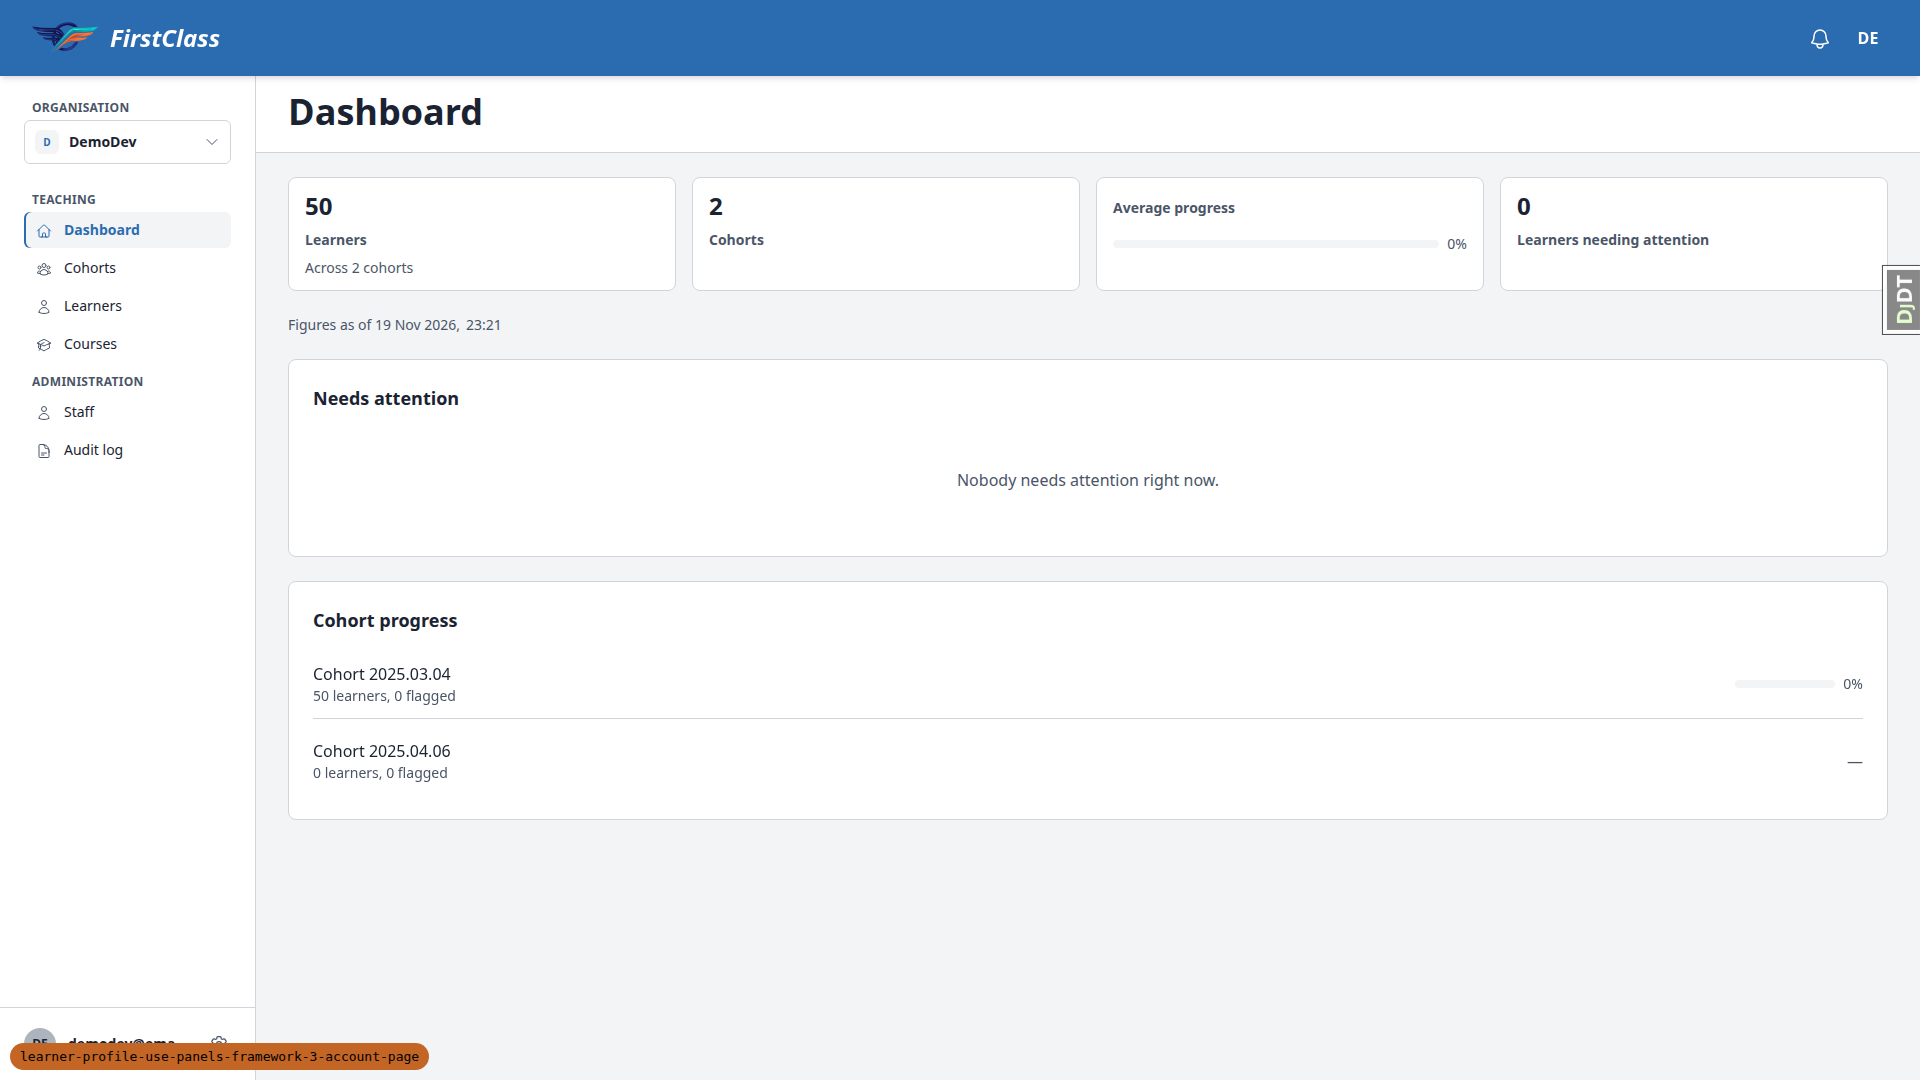 FirstClass
DE
ORGANISATION
D DemoDev
TEACHING
Dashboard
Cohorts
Learners
Courses
ADMINISTRATION
Staff
Audit log
Dashboard
50
Learners
Across 2 cohorts
2
Cohorts
Average progress
0%
0
Learners needing attention
Figures as of 19 Nov 2026, 23:21
Needs attention
Nobody needs attention right now.
Cohort progress
Cohort 2025.03.04
50 learners, 0 flagged
0%
Cohort 2025.04.06
0 learners, 0 flagged
—
DjDT
learner-profile-use-panels-framework-3-account-page